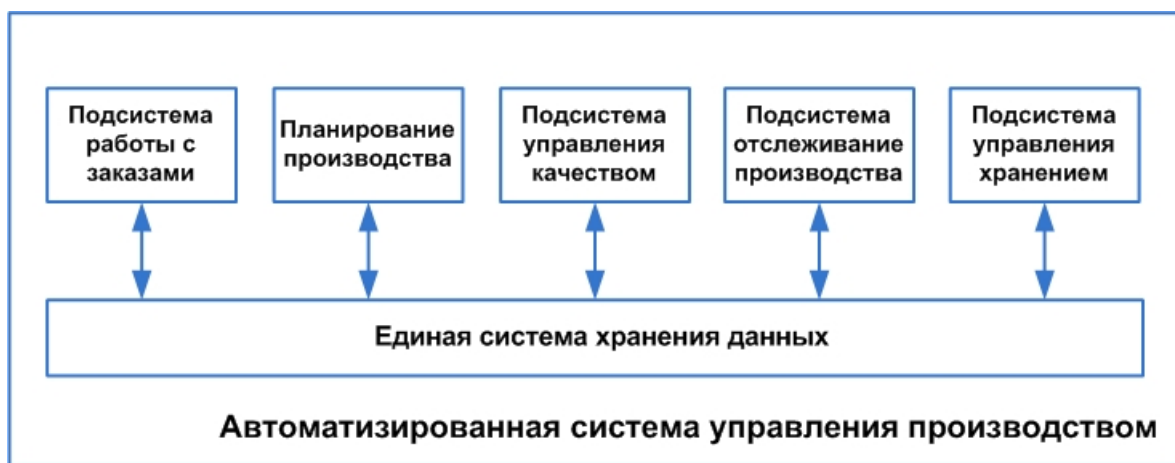 Подсистема
работы с
заказами
Планирование
производства
Подсистема
управления
качеством
Подсистема
отслеживание
производства
Подсистема
управления
хранением
Единая система хранения данных
Автоматизированная система управления производством